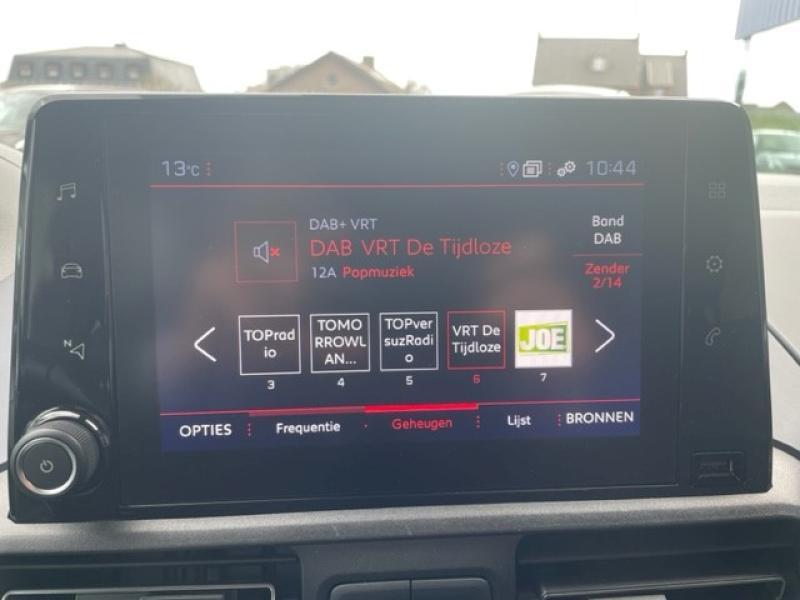 13°C
10:44
DAB+ VRT
DAB VRT De Tijdloze
12A Popmuziek
Band
DAB
Zender
2/14
TOPrad
io
3
TOMO
RROWL
AN...
4
TOPver
suzRadi
o
5
VRT De
Tijdloze
6
JOE
7
N
OPTIES
Frequentie
Geheugen
Lijst
BRONNEN